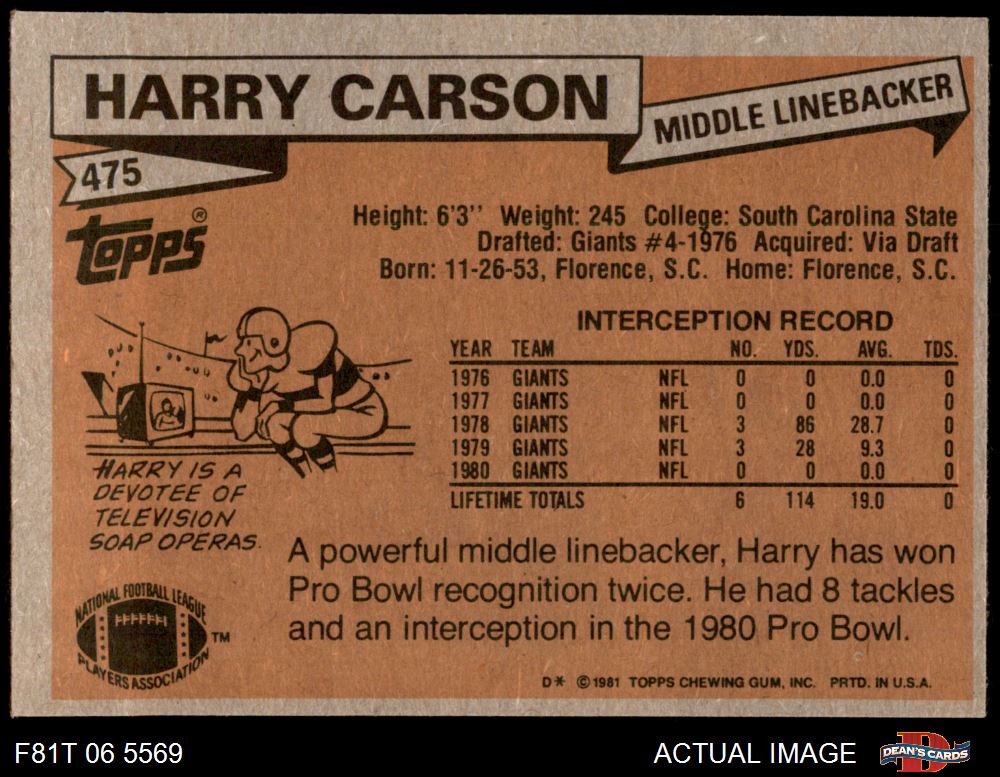 HARRY CARSON
MIDDLE LINEBACKER
475
Topps®
Height: 6'3'' Weight: 245 College: South Carolina State
Drafted: Giants #4-1976 Acquired: Via Draft
Born: 11-26-53, Florence, S.C. Home: Florence, S.C.
INTERCEPTION RECORD
YEAR TEAM NO. YDS. AVG. TDS.
1976 GIANTS NFL 0 0 0.0 0
1977 GIANTS NFL 0 0 0.0 0
1978 GIANTS NFL 3 86 28.7 0
1979 GIANTS NFL 3 28 9.3 0
1980 GIANTS NFL 0 0 0.0 0
LIFETIME TOTALS 6 114 19.0 0
HARRY IS A
DEVOTEE OF
TELEVISION
SOAP OPERAS.
A powerful middle linebacker, Harry has won
Pro Bowl recognition twice. He had 8 tackles
and an interception in the 1980 Pro Bowl.
NATIONAL FOOTBALL LEAGUE
PLAYERS ASSOCIATION
TM
D* © 1981 TOPPS CHEWING GUM, INC. PRTD. IN U.S.A.
F81T 06 5569
ACTUAL IMAGE
D
DEAN'S CARDS